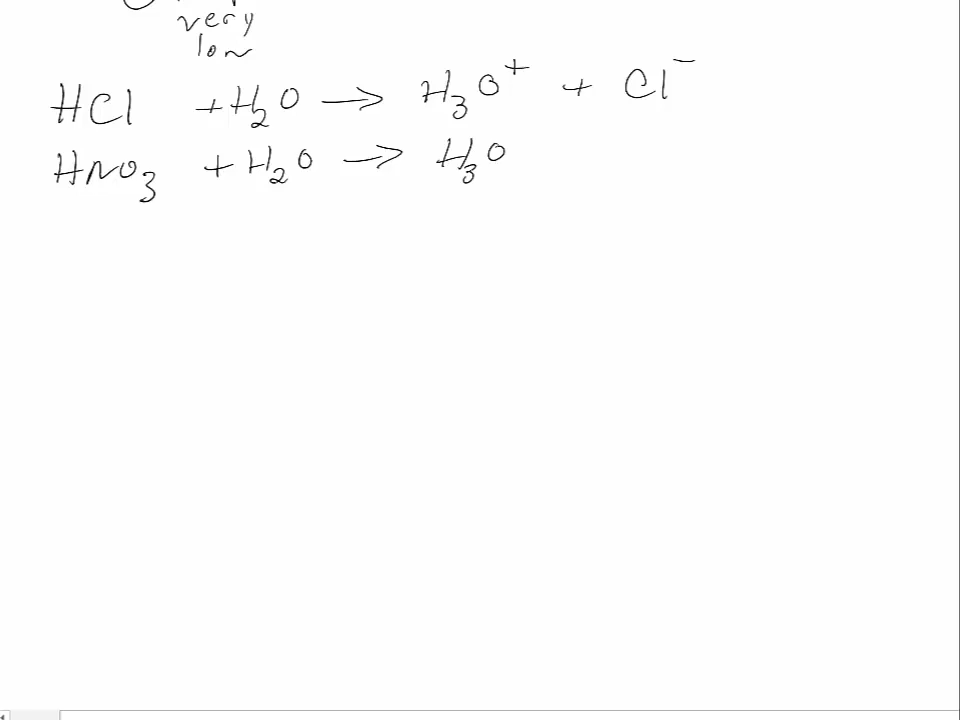 very
low
HCl + H₂O → H₃O⁺ + Cl⁻
HNO₃ + H₂O → H₃O